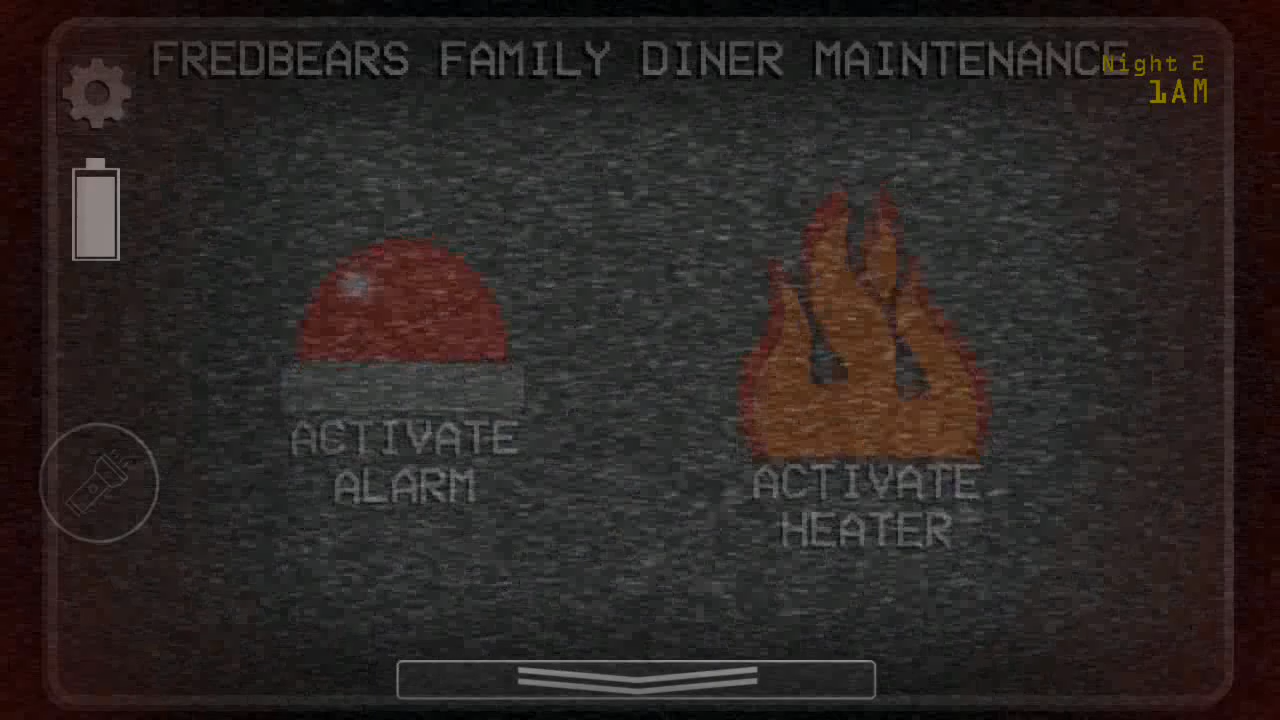 FREDBEARS FAMILY DINER MAINTENANCE
Night 2
1AM
ACTIVATE
ALARM
ACTIVATE
HEATER